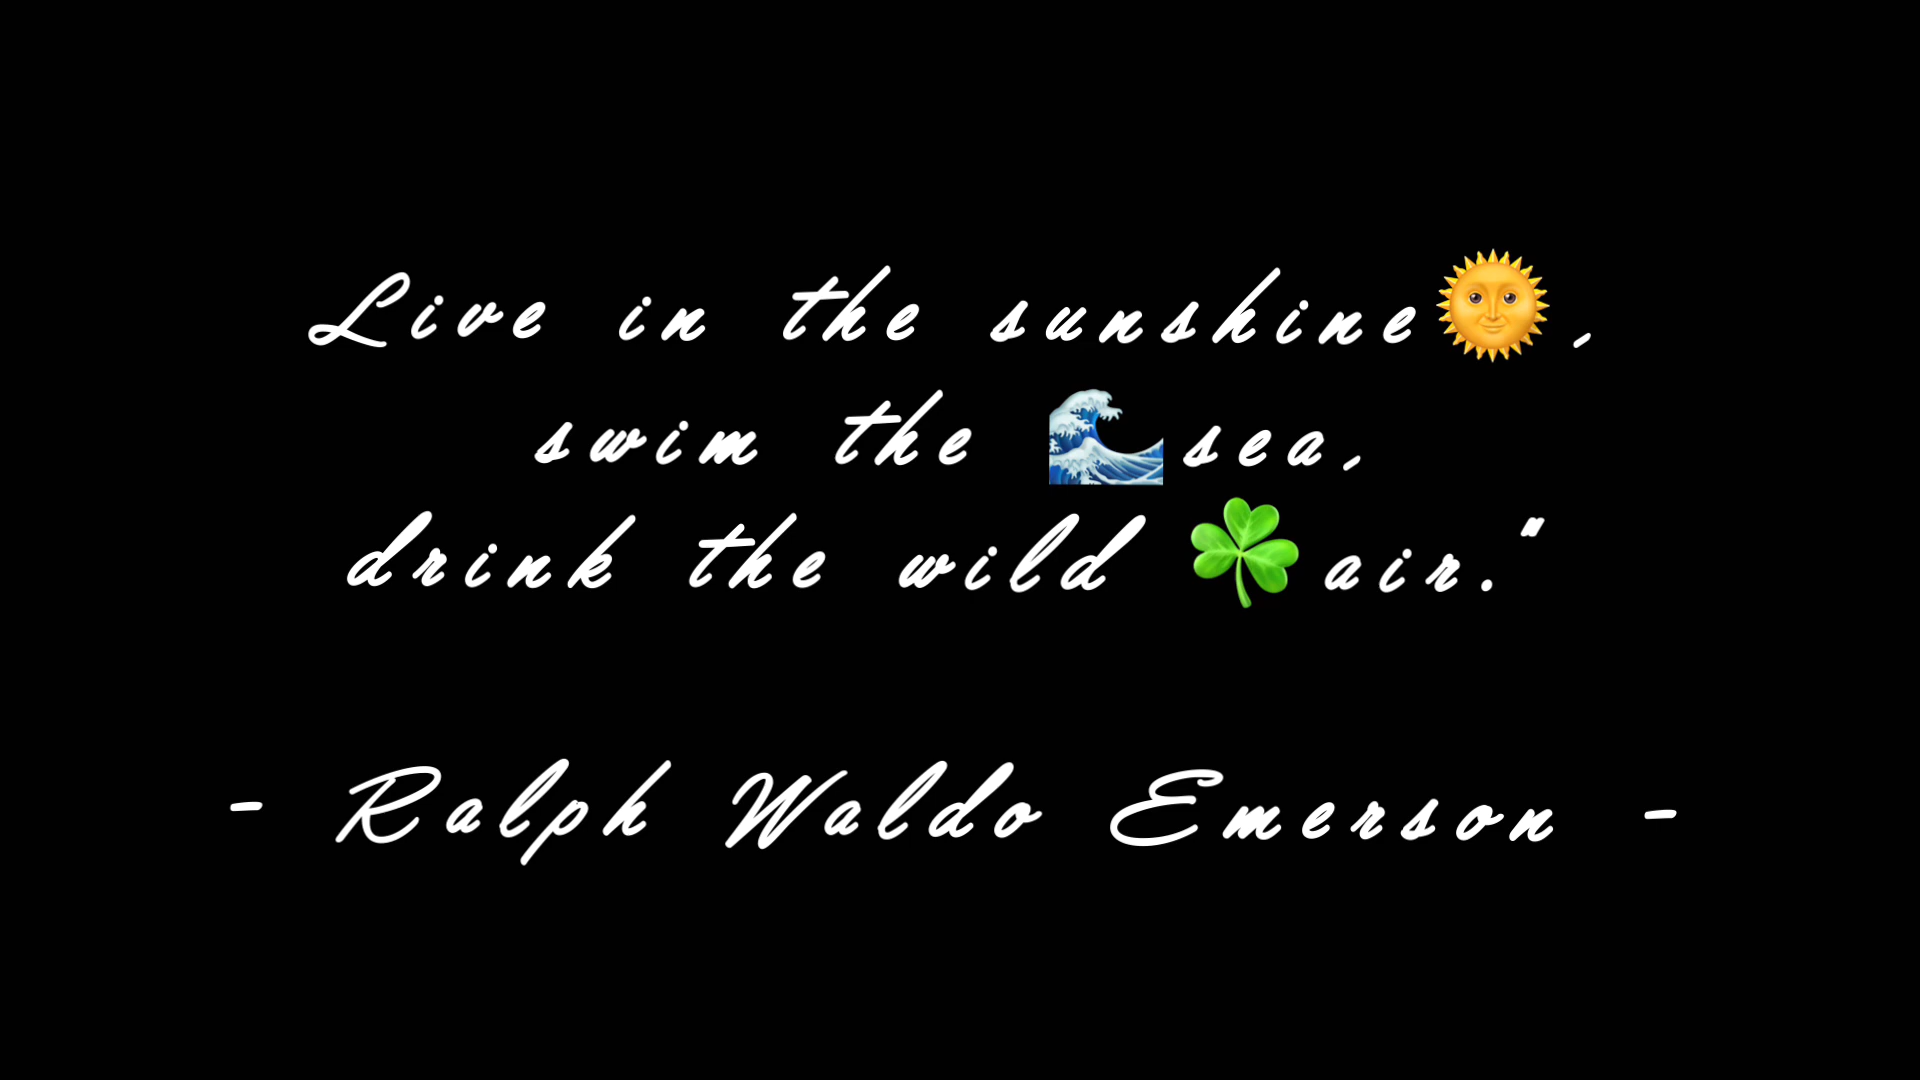 Live in the sunshine🌞,
swim the 🌊sea,
drink the wild ☘️air."
- Ralph Waldo Emerson -